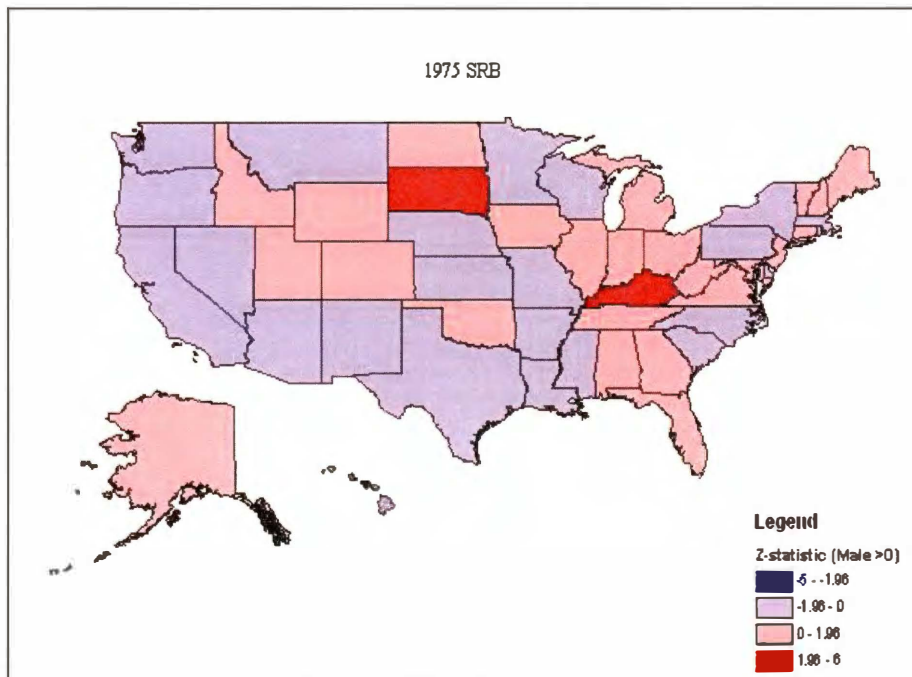 1975 SRB
Legend
Z-statistic (Male >0)
-5 - -1.96
-1.96 - 0
0 - 1.96
1.96 - 6